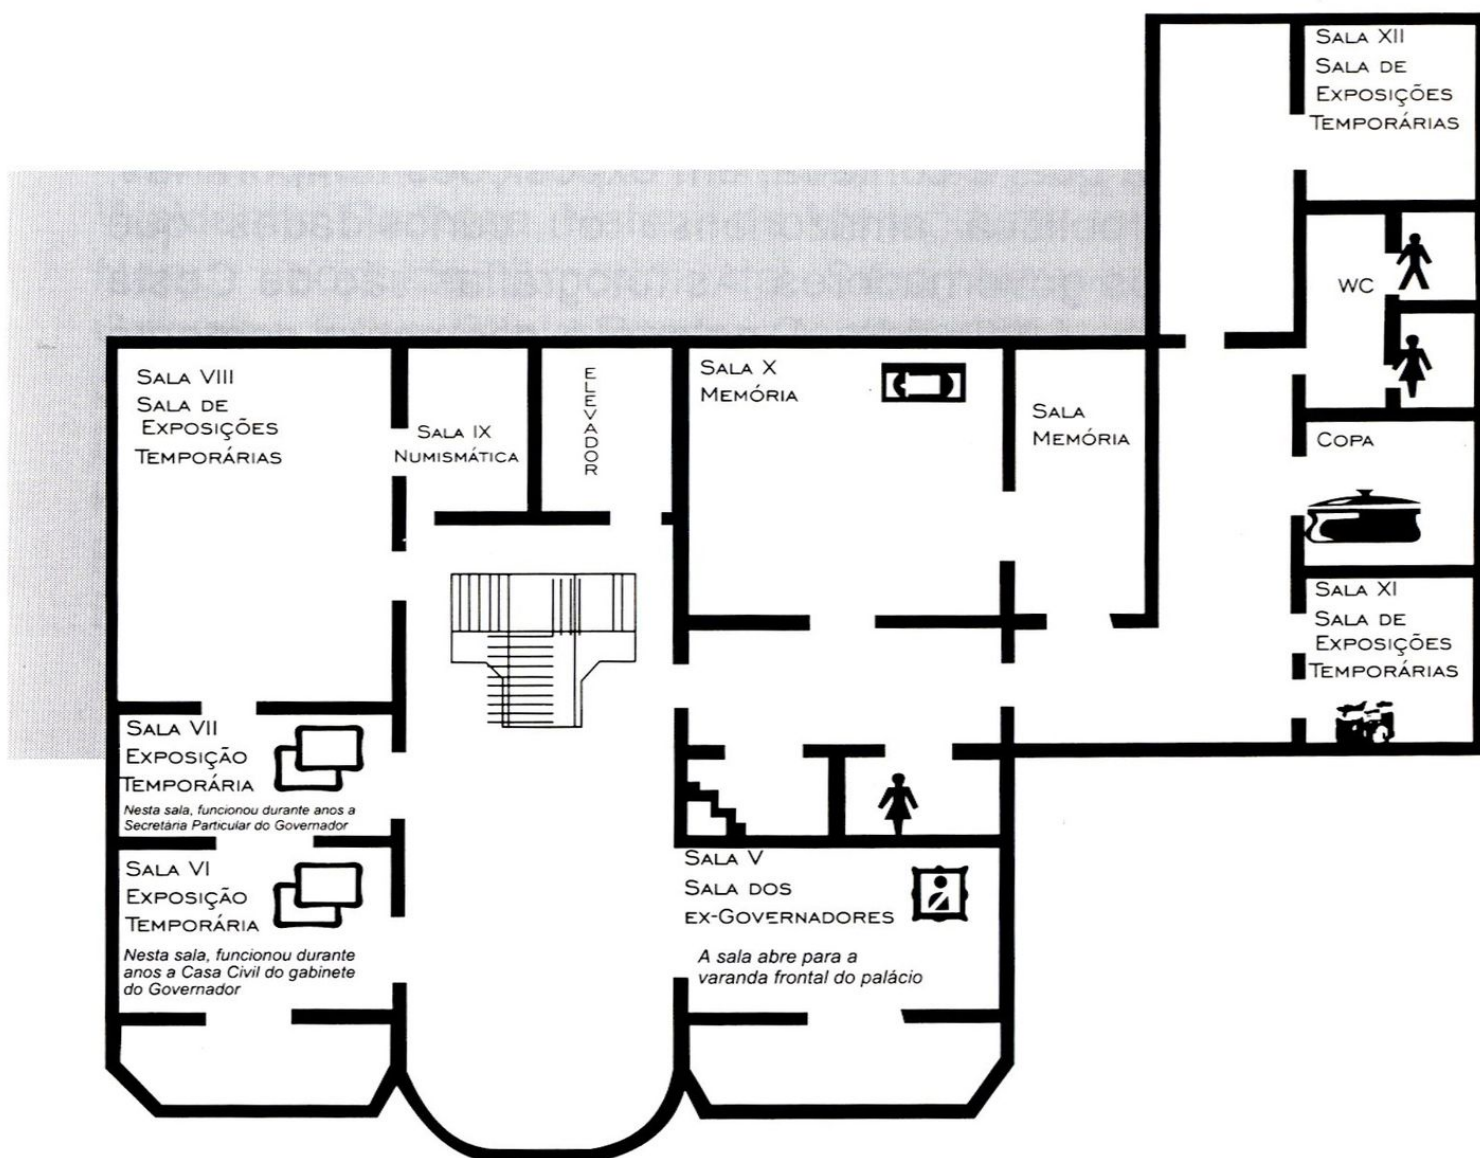 SALA XII
SALA DE
EXPOSIÇÕES
TEMPORÁRIAS
WC
SALA VIII
SALA DE
EXPOSIÇÕES
TEMPORÁRIAS
SALA IX
NUMISMÁTICA
ELEVADOR
SALA X
MEMÓRIA
SALA
MEMÓRIA
COPA
SALA XI
SALA DE
EXPOSIÇÕES
TEMPORÁRIAS
SALA VII
EXPOSIÇÃO
TEMPORÁRIA
Nesta sala, funcionou durante anos a
Secretária Particular do Governador
SALA VI
EXPOSIÇÃO
TEMPORÁRIA
Nesta sala, funcionou durante
anos a Casa Civil do gabinete
do Governador
SALA V
SALA DOS
EX-GOVERNADORES
A sala abre para a
varanda frontal do palácio